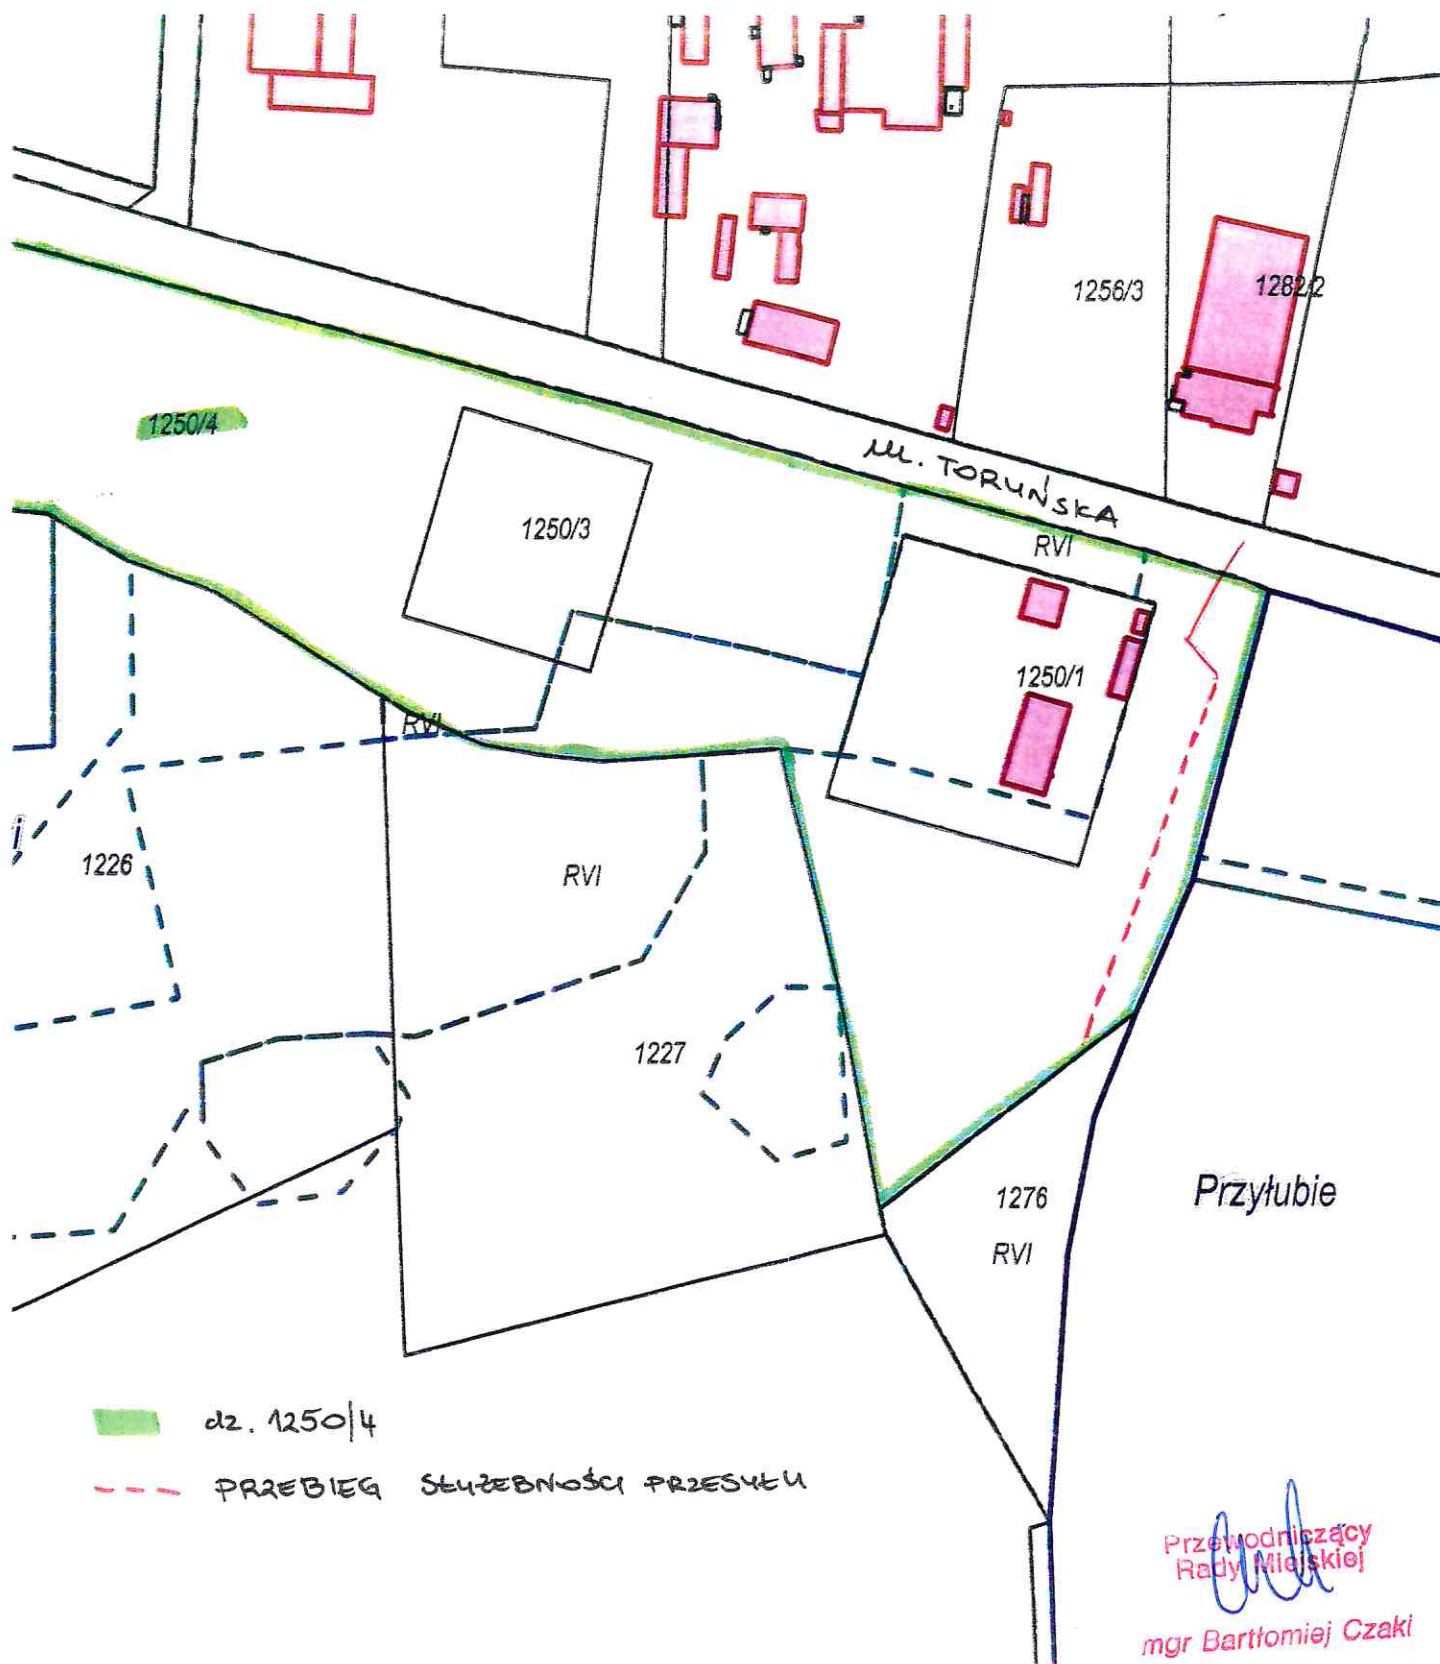 1256/3
1282/2
1250/4
ul. TORUŃSKA
1250/3
RVI
1250/1
RVI
1226
RVI
1227
1276
Przyłubie
RVI
dz. 1250/4
PRZEBIEG SŁUŻEBNOŚCI PRZESYŁU
Przewodniczący
Rady Miejskiej
mgr Bartłomiej Czaki